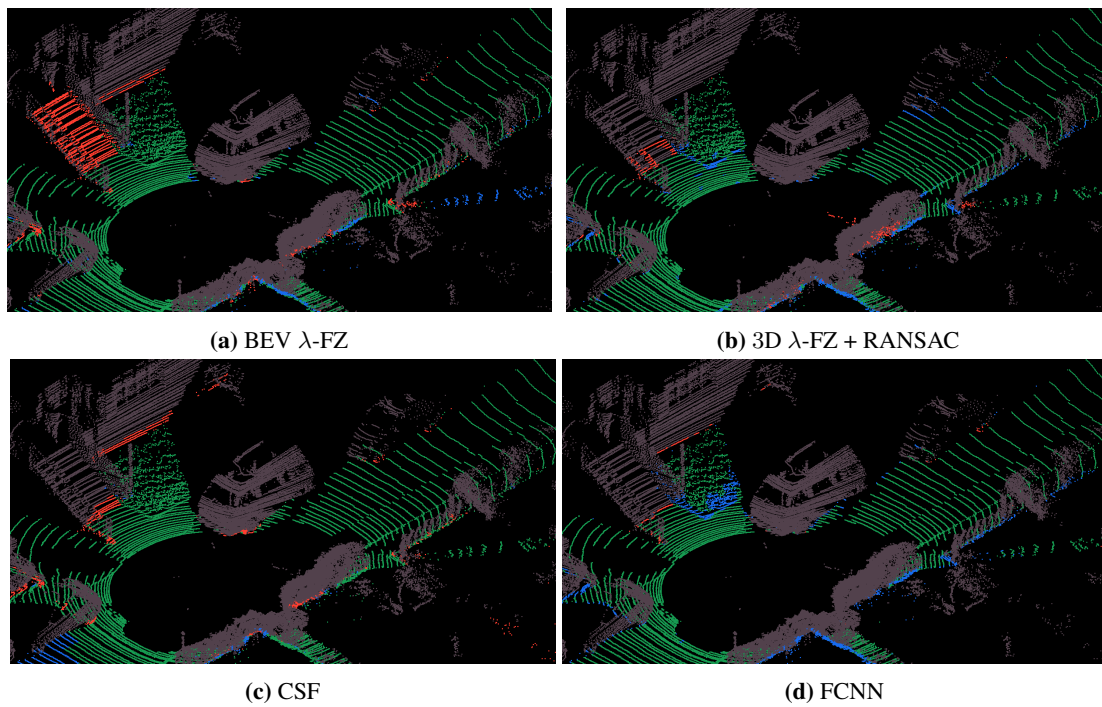 (a) BEV λ-FZ
(b) 3D λ-FZ + RANSAC
(c) CSF
(d) FCNN